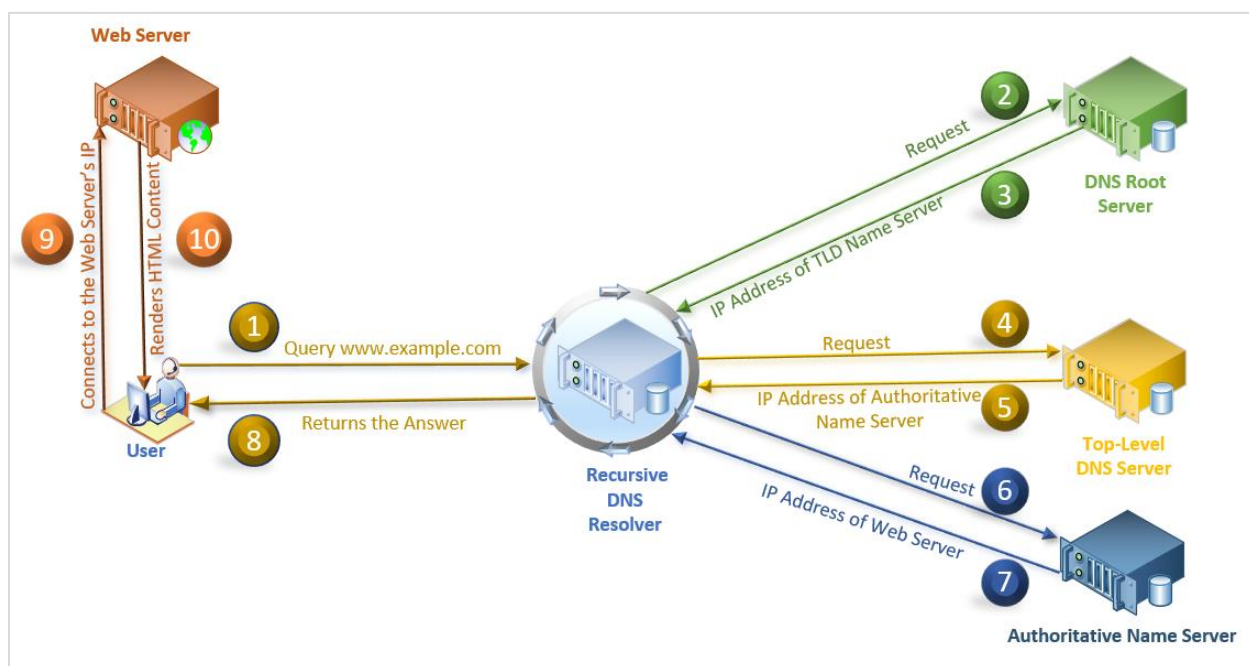 Web Server
2
Request
DNS Root
Server
3
IP Address of TLD Name Server
9
Connects to the Web Server's IP
10
Renders HTML Content
1
Query www.example.com
4
Request
IP Address of Authoritative
Name Server
5
Returns the Answer
8
User
Top-Level
DNS Server
Recursive
DNS
Resolver
Request
6
IP Address of Web Server
7
Authoritative Name Server